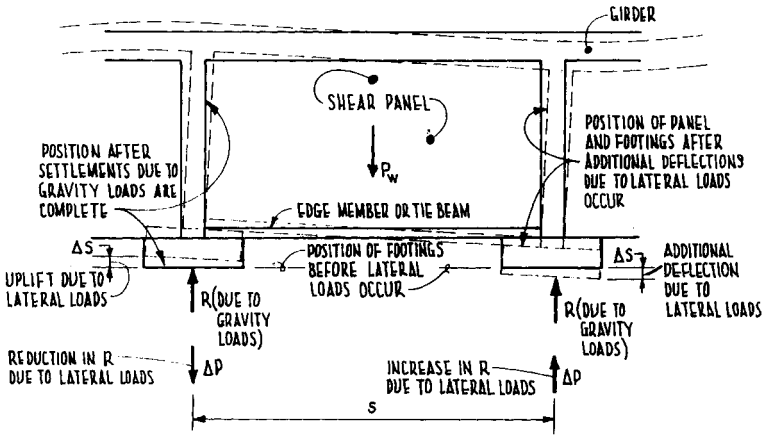 GIRDER
SHEAR PANEL
P_W
POSITION AFTER
SETTLEMENTS DUE TO
GRAVITY LOADS ARE
COMPLETE
POSITION OF PANEL
AND FOOTINGS AFTER
ADDITIONAL DEFLECTIONS
DUE TO LATERAL LOADS
OCCUR
EDGE MEMBER OR TIE BEAM
ΔS
UPLIFT DUE TO
LATERAL LOADS
POSITION OF FOOTINGS
BEFORE LATERAL
LOADS OCCUR
ΔS
ADDITIONAL
DEFLECTION
DUE TO
LATERAL LOADS
R(DUE TO
GRAVITY
LOADS)
R(DUE TO
GRAVITY
LOADS)
REDUCTION IN R
DUE TO LATERAL LOADS
ΔP
INCREASE IN R
DUE TO LATERAL LOADS
ΔP
S